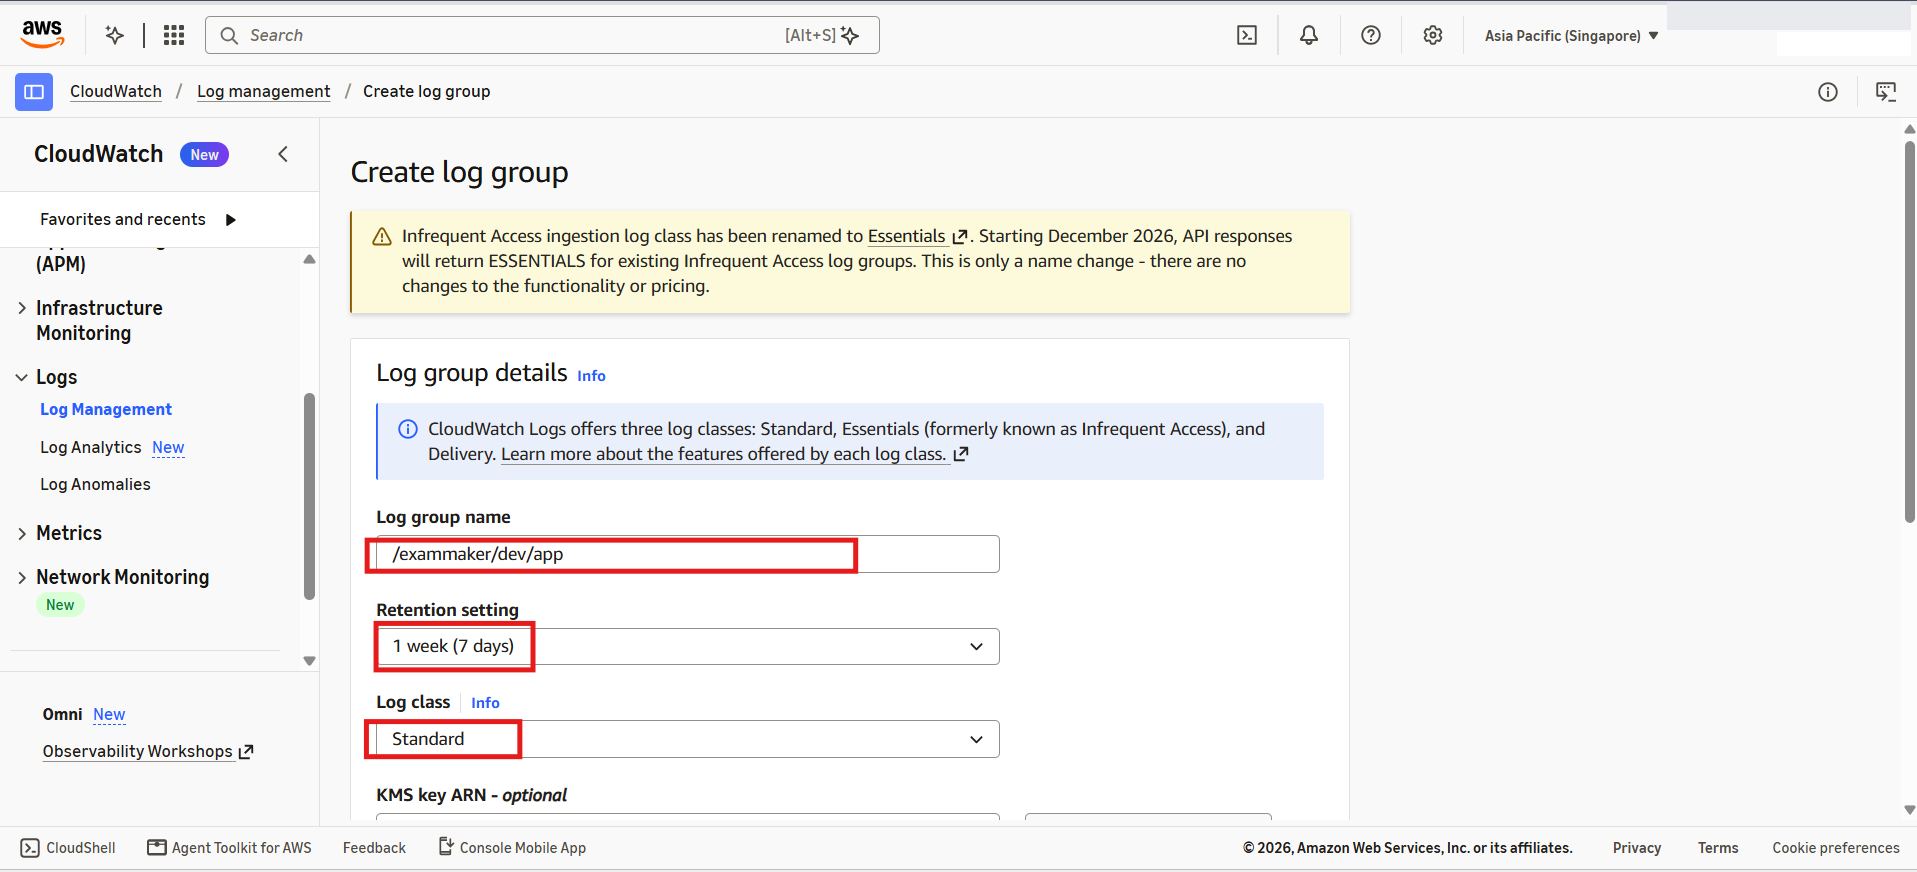 aws
Search
[Alt+S]
Asia Pacific (Singapore)
CloudWatch / Log management / Create log group
CloudWatch New
Favorites and recents
(APM)
Infrastructure
Monitoring
Logs
Log Management
Log Analytics New
Log Anomalies
Metrics
Network Monitoring
New
Omni New
Observability Workshops
Create log group
Infrequent Access ingestion log class has been renamed to Essentials. Starting December 2026, API responses
will return ESSENTIALS for existing Infrequent Access log groups. This is only a name change - there are no
changes to the functionality or pricing.
Log group details Info
CloudWatch Logs offers three log classes: Standard, Essentials (formerly known as Infrequent Access), and
Delivery. Learn more about the features offered by each log class.
Log group name
/exammaker/dev/app
Retention setting
1 week (7 days)
Log class Info
Standard
KMS key ARN - optional
CloudShell
Agent Toolkit for AWS
Feedback
Console Mobile App
© 2026, Amazon Web Services, Inc. or its affiliates.
Privacy
Terms
Cookie preferences